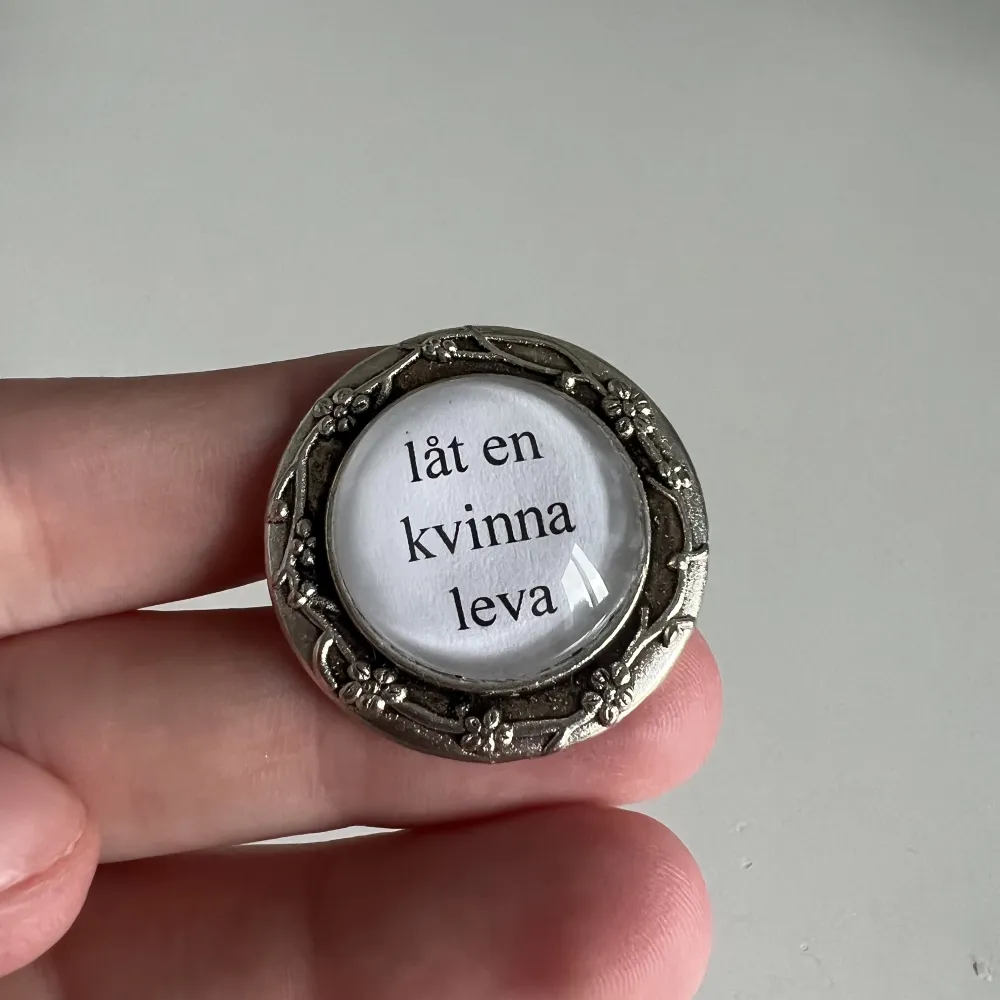 låt en
kvinna
leva